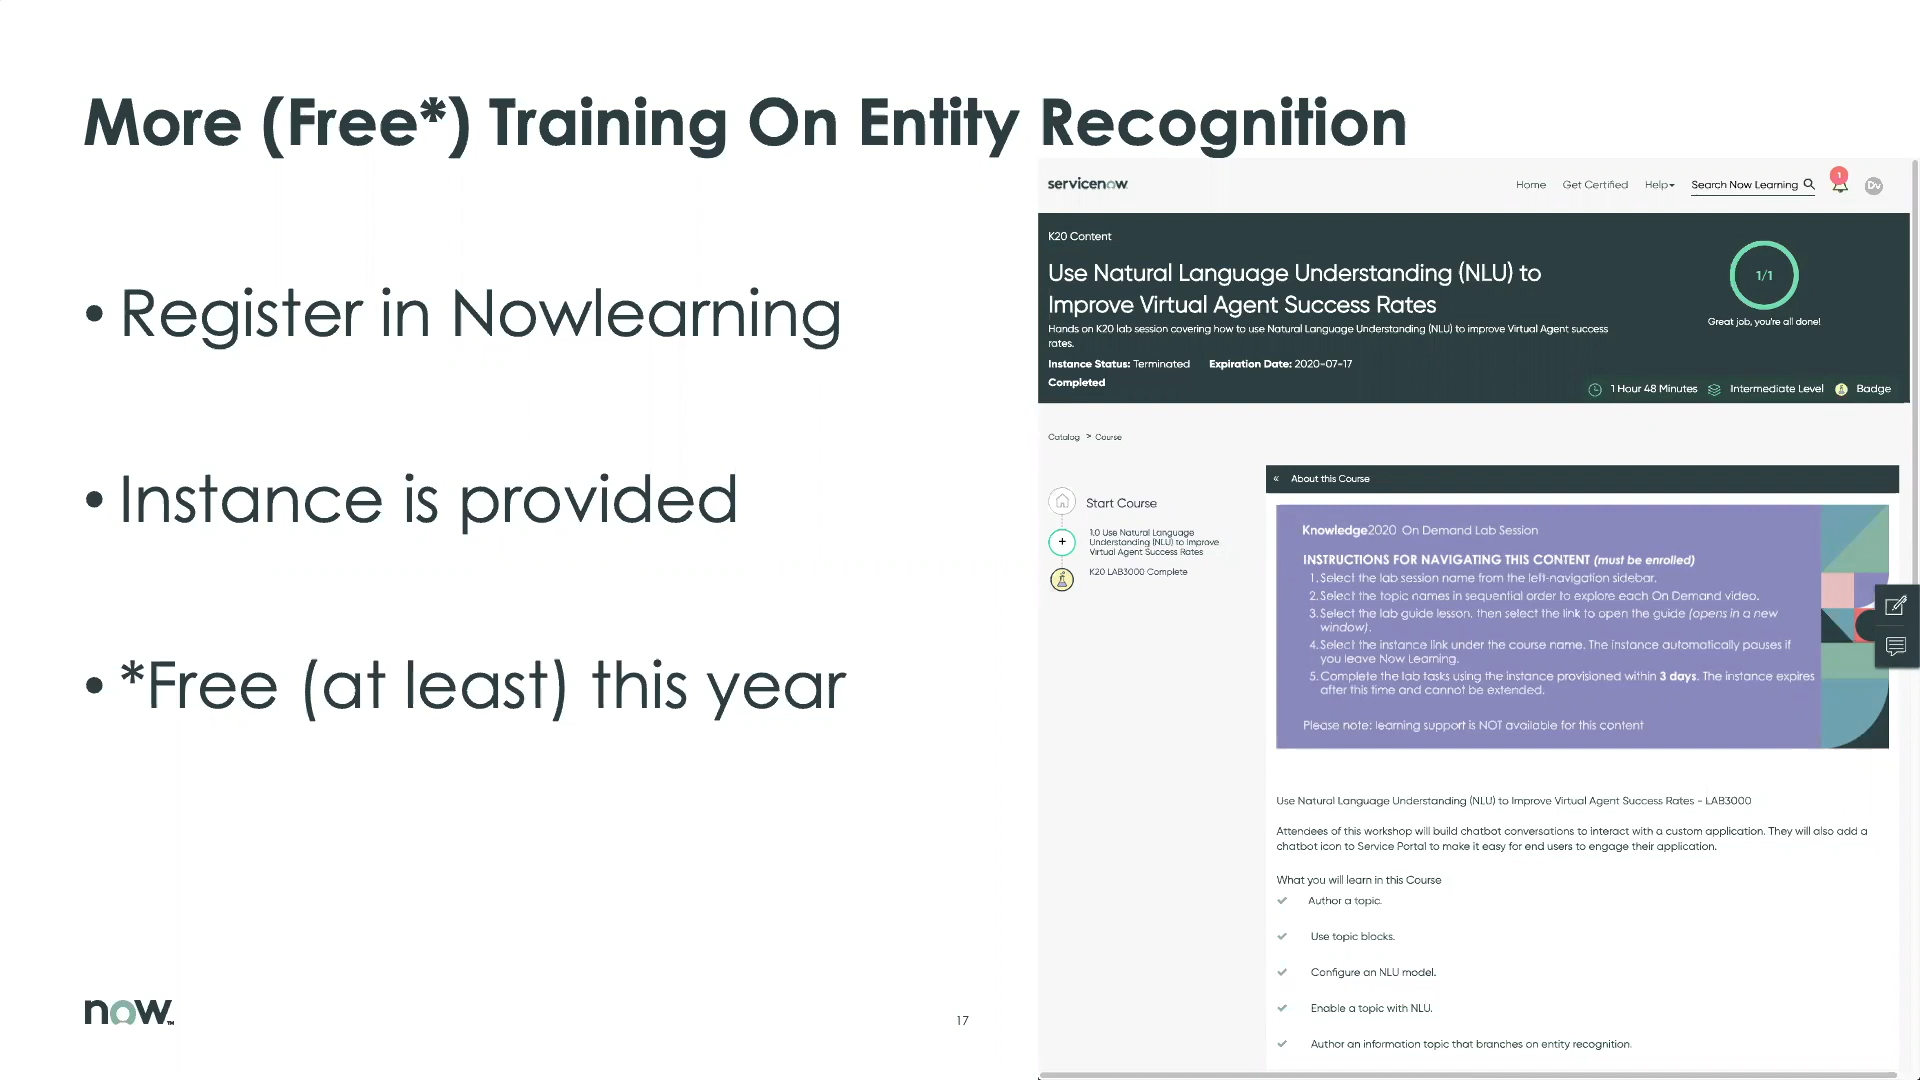 More (Free*) Training On Entity Recognition
• Register in Nowlearning
• Instance is provided
• *Free (at least) this year
now™
17
servicenow
Home Get Certified Help Search Now Learning 1 Dv
K20 Content
Use Natural Language Understanding (NLU) to
Improve Virtual Agent Success Rates
Hands on K20 lab session covering how to use Natural Language Understanding (NLU) to improve Virtual Agent success
rates.
Instance Status: Terminated Expiration Date: 2020-07-17
Completed
1/1
Great job, you're all done!
1 Hour 48 Minutes Intermediate Level Badge
Catalog > Course
Start Course
1.0 Use Natural Language
Understanding (NLU) to Improve
Virtual Agent Success Rates
K20 LAB3000 Complete
« About this Course
Knowledge2020 On Demand Lab Session
INSTRUCTIONS FOR NAVIGATING THIS CONTENT (must be enrolled)
1. Select the lab session name from the left-navigation sidebar.
2. Select the topic names in sequential order to explore each On Demand video.
3. Select the lab guide lesson, then select the link to open the guide (opens in a new
window).
4. Select the instance link under the course name. The instance automatically pauses if
you leave Now Learning.
5. Complete the lab tasks using the instance provisioned within 3 days. The instance expires
after this time and cannot be extended.
Please note: learning support is NOT available for this content
Use Natural Language Understanding (NLU) to Improve Virtual Agent Success Rates - LAB3000
Attendees of this workshop will build chatbot conversations to interact with a custom application. They will also add a
chatbot icon to Service Portal to make it easy for end users to engage their application.
What you will learn in this Course
Author a topic.
Use topic blocks.
Configure an NLU model.
Enable a topic with NLU.
Author an information topic that branches on entity recognition.